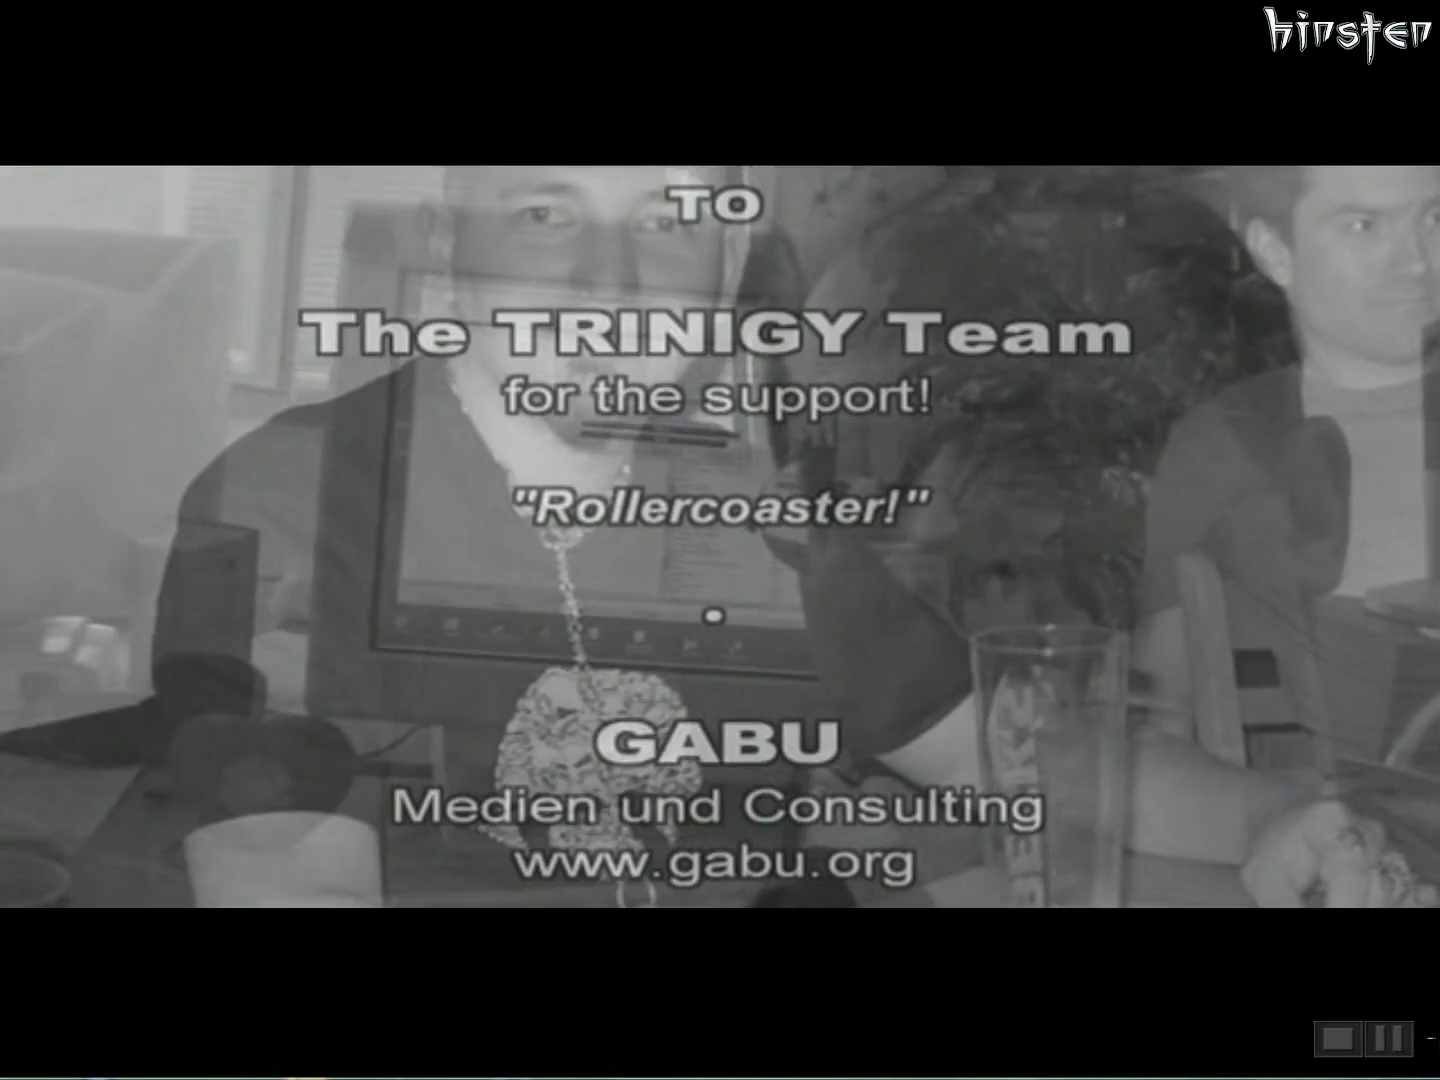 hinsten
TO
The TRINIGY Team
for the support!
"Rollercoaster!"
GABU
Medien und Consulting
www.gabu.org